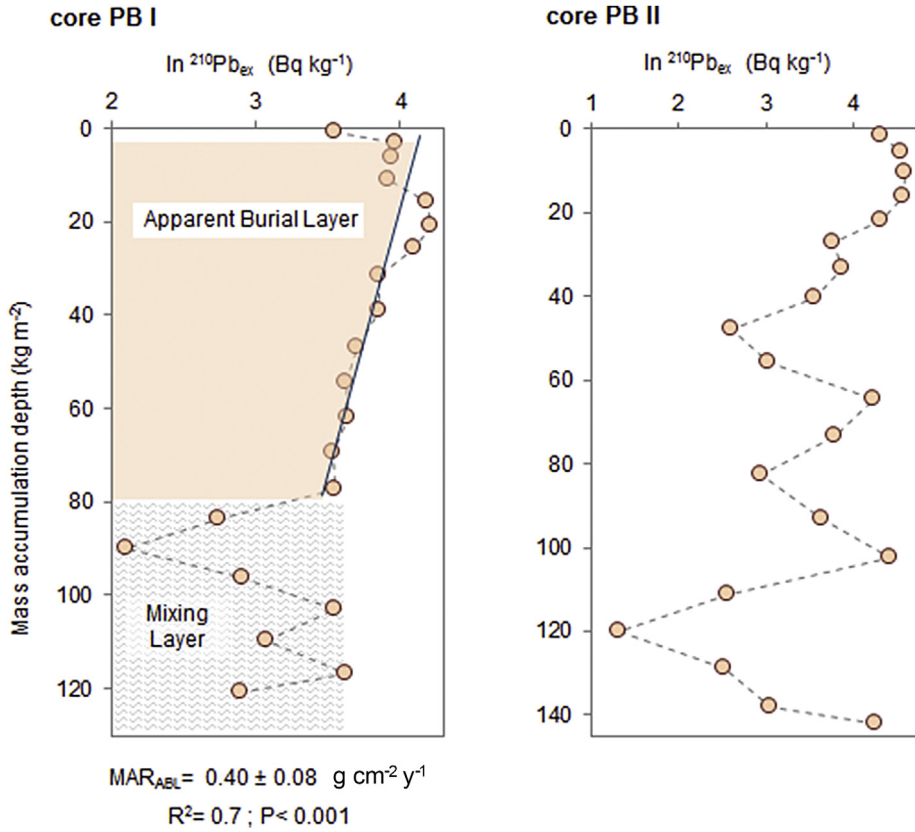 core PB I
ln ²¹⁰Pbₑₓ (Bq kg⁻¹)
2 3 4
0
20
40
60
80
100
120
Mass accumulation depth (kg m⁻²)
Apparent Burial Layer
Mixing
Layer
MAR_ABL= 0.40 ± 0.08 g cm⁻² y⁻¹
R²= 0.7 ; P< 0.001
core PB II
ln ²¹⁰Pbₑₓ (Bq kg⁻¹)
1 2 3 4
0
20
40
60
80
100
120
140